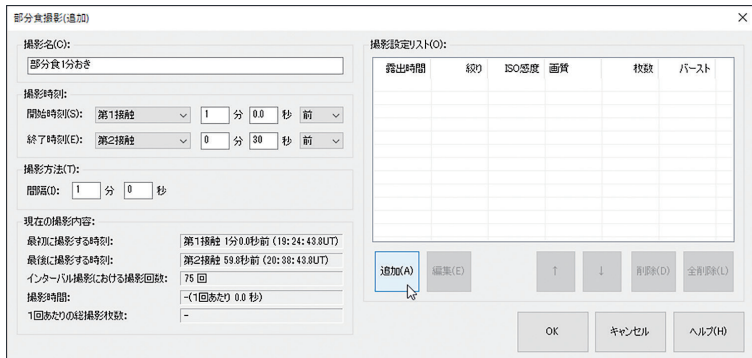 部分食撮影(追加)
撮影名(C):
部分食1分おき
撮影時刻:
開始時刻(S): 第1接触 1 分 0.0 秒 前
終了時刻(E): 第2接触 0 分 30 秒 前
撮影方法(T):
間隔(I): 1 分 0 秒
現在の撮影内容:
最初に撮影する時刻: 第1接触 1分0.0秒前 (19:24:43.8UT)
最後に撮影する時刻: 第2接触 59.8秒前 (20:38:43.8UT)
インターバル撮影における撮影回数: 75 回
撮影時間: -(1回あたり 0.0 秒)
1回あたりの総撮影枚数: -
撮影設定リスト(O):
露出時間 絞り ISO感度 画質 枚数 バースト
追加(A) 編集(E) ↑ ↓ 削除(D) 全削除(L)
OK キャンセル ヘルプ(H)